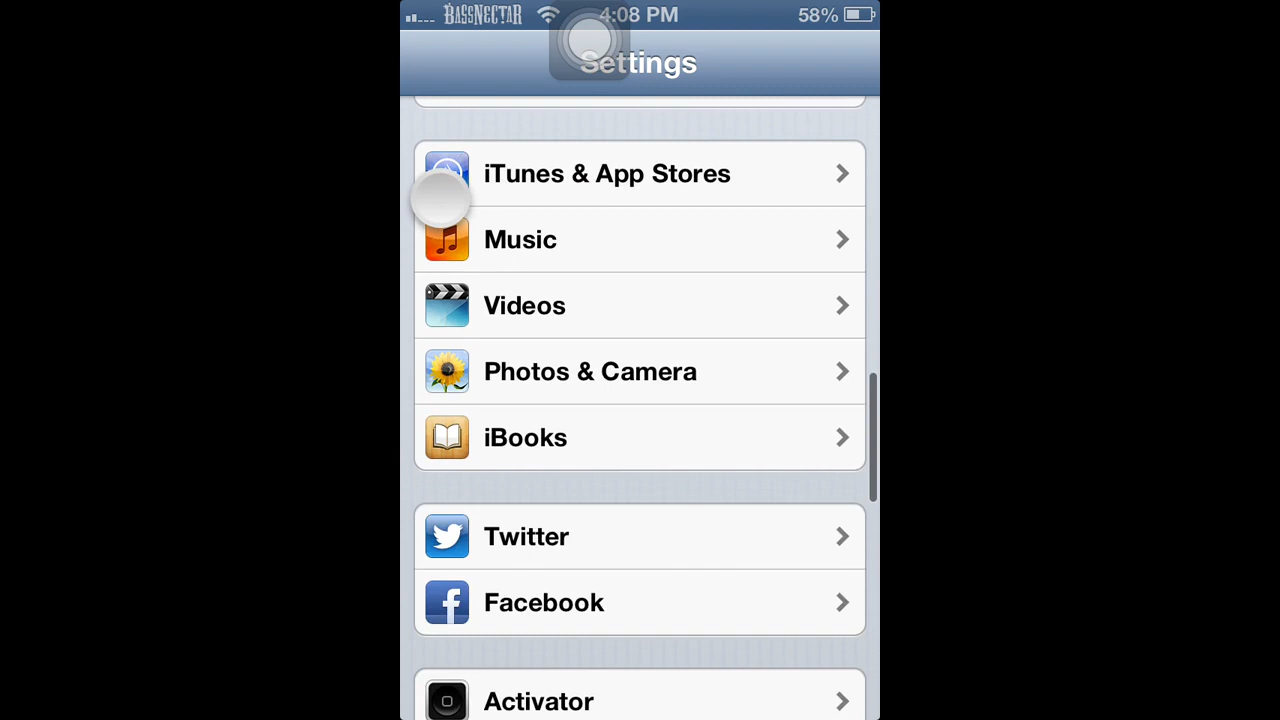 BASSNECTAR 4:08 PM 58%
Settings
iTunes & App Stores
Music
Videos
Photos & Camera
iBooks
Twitter
Facebook
Activator